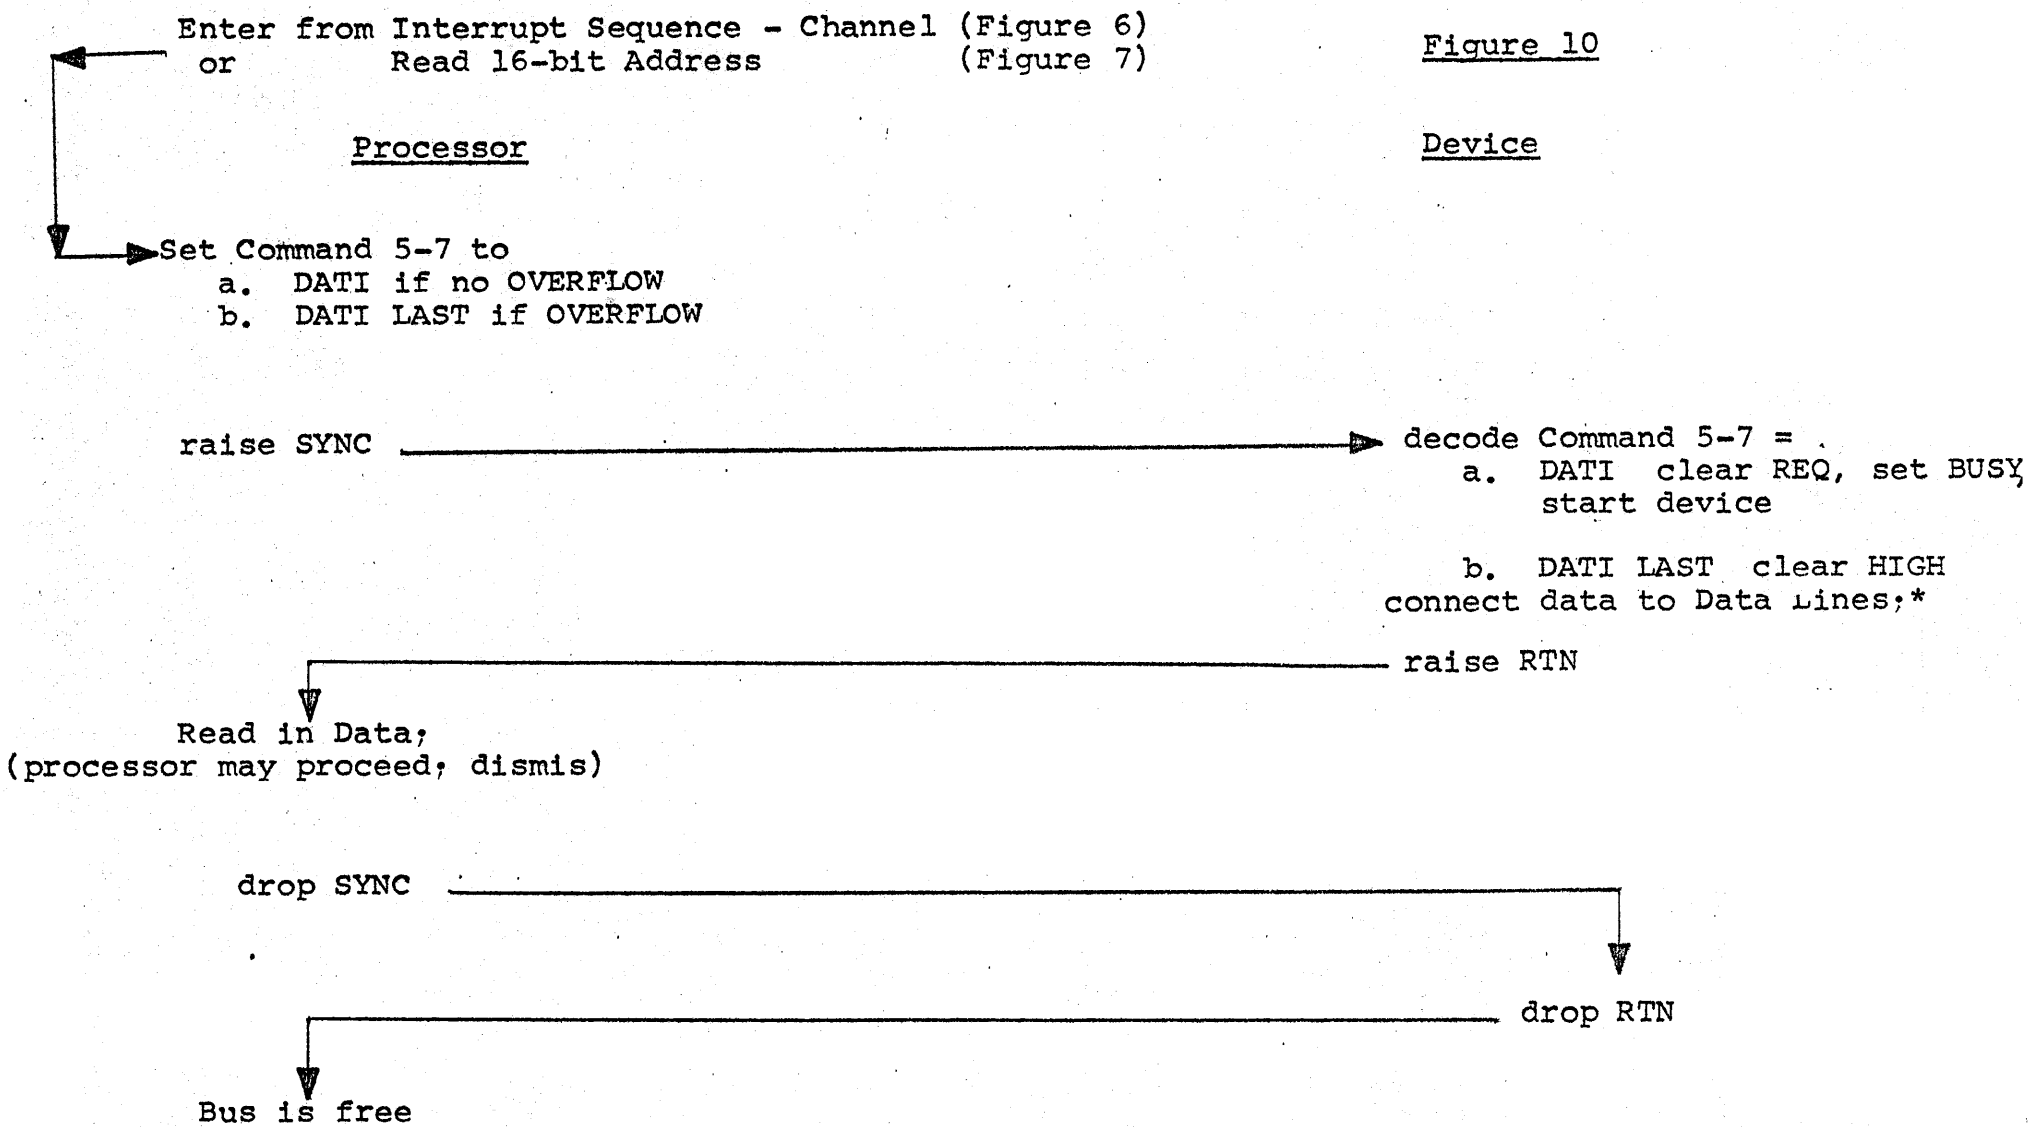 Enter from Interrupt Sequence - Channel (Figure 6)
or Read 16-bit Address (Figure 7)
Figure 10
Processor
Device
Set Command 5-7 to
a. DATI if no OVERFLOW
b. DATI LAST if OVERFLOW
raise SYNC
decode Command 5-7 =
a. DATI clear REQ, set BUSY,
start device
b. DATI LAST clear HIGH
connect data to Data Lines;*
raise RTN
Read in Data;
(processor may proceed; dismis)
drop SYNC
drop RTN
Bus is free